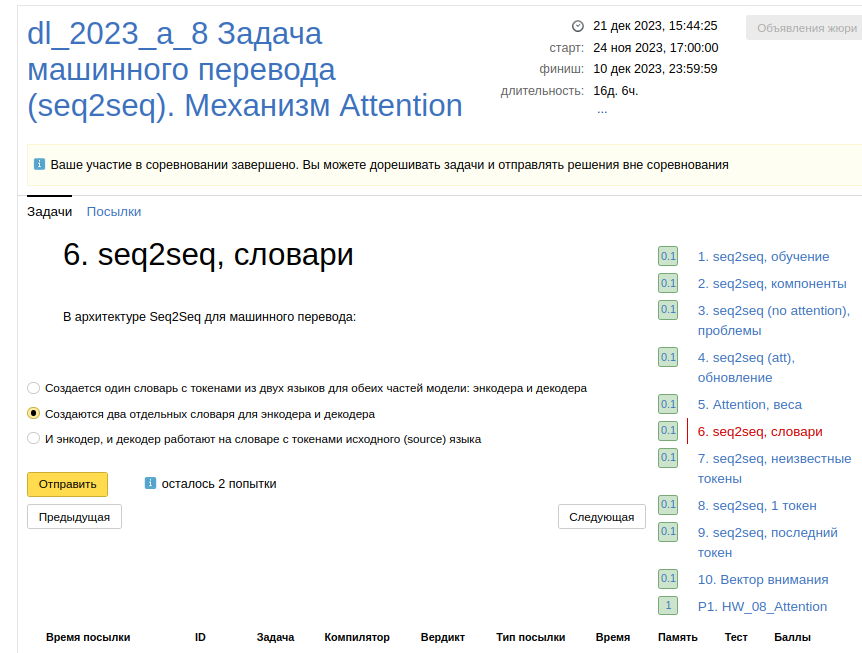 dl_2023_a_8 Задача
машинного перевода
(seq2seq). Механизм Attention
21 дек 2023, 15:44:25
старт: 24 ноя 2023, 17:00:00
финиш: 10 дек 2023, 23:59:59
длительность: 16д. 6ч.
...
Объявления жюри
Ваше участие в соревновании завершено. Вы можете дорешивать задачи и отправлять решения вне соревнования
Задачи Посылки
6. seq2seq, словари
В архитектуре Seq2Seq для машинного перевода:
Создается один словарь с токенами из двух языков для обеих частей модели: энкодера и декодера
Создаются два отдельных словаря для энкодера и декодера
И энкодер, и декодер работают на словаре с токенами исходного (source) языка
Отправить осталось 2 попытки
Предыдущая Следующая
0.1 1. seq2seq, обучение
0.1 2. seq2seq, компоненты
0.1 3. seq2seq (no attention),
проблемы
0.1 4. seq2seq (att),
обновление
0.1 5. Attention, веса
0.1 6. seq2seq, словари
0.1 7. seq2seq, неизвестные
токены
0.1 8. seq2seq, 1 токен
0.1 9. seq2seq, последний
токен
0.1 10. Вектор внимания
1 P1. HW_08_Attention
Время посылки ID Задача Компилятор Вердикт Тип посылки Время Память Тест Баллы